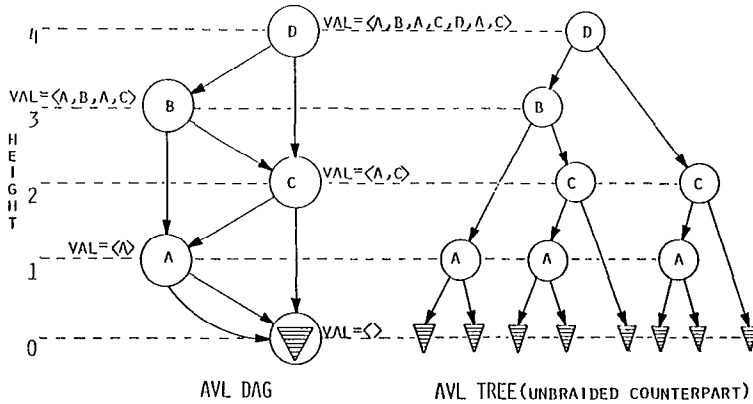 4 D VAL=⟨A,B,A,C,D,A,C⟩ D
VAL=⟨A,B,A,C⟩ B B
3
HEIGHT
2 C VAL=⟨A,C⟩ C C
VAL=⟨A⟩ A A A A
1
0 VAL=⟨⟩
AVL DAG AVL TREE(UNBRAIDED COUNTERPART)